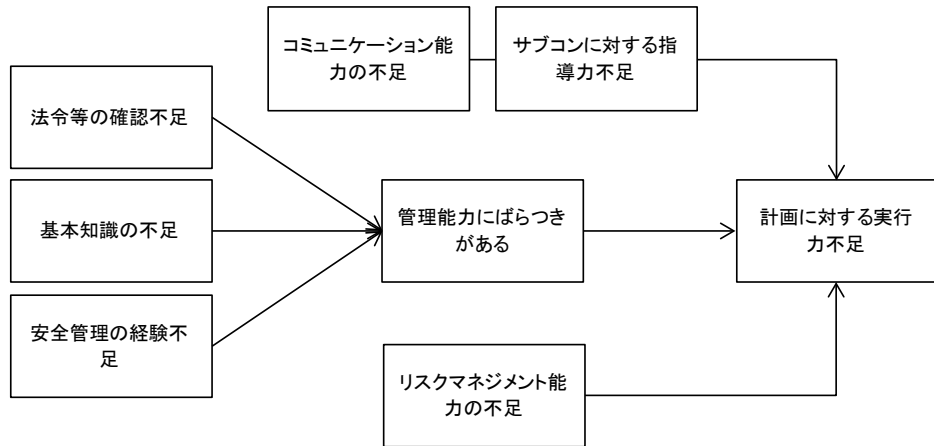 コミュニケーション能
力の不足
サブコンに対する指
導力不足
法令等の確認不足
基本知識の不足
管理能力にばらつき
がある
計画に対する実行
力不足
安全管理の経験不
足
リスクマネジメント能
力の不足